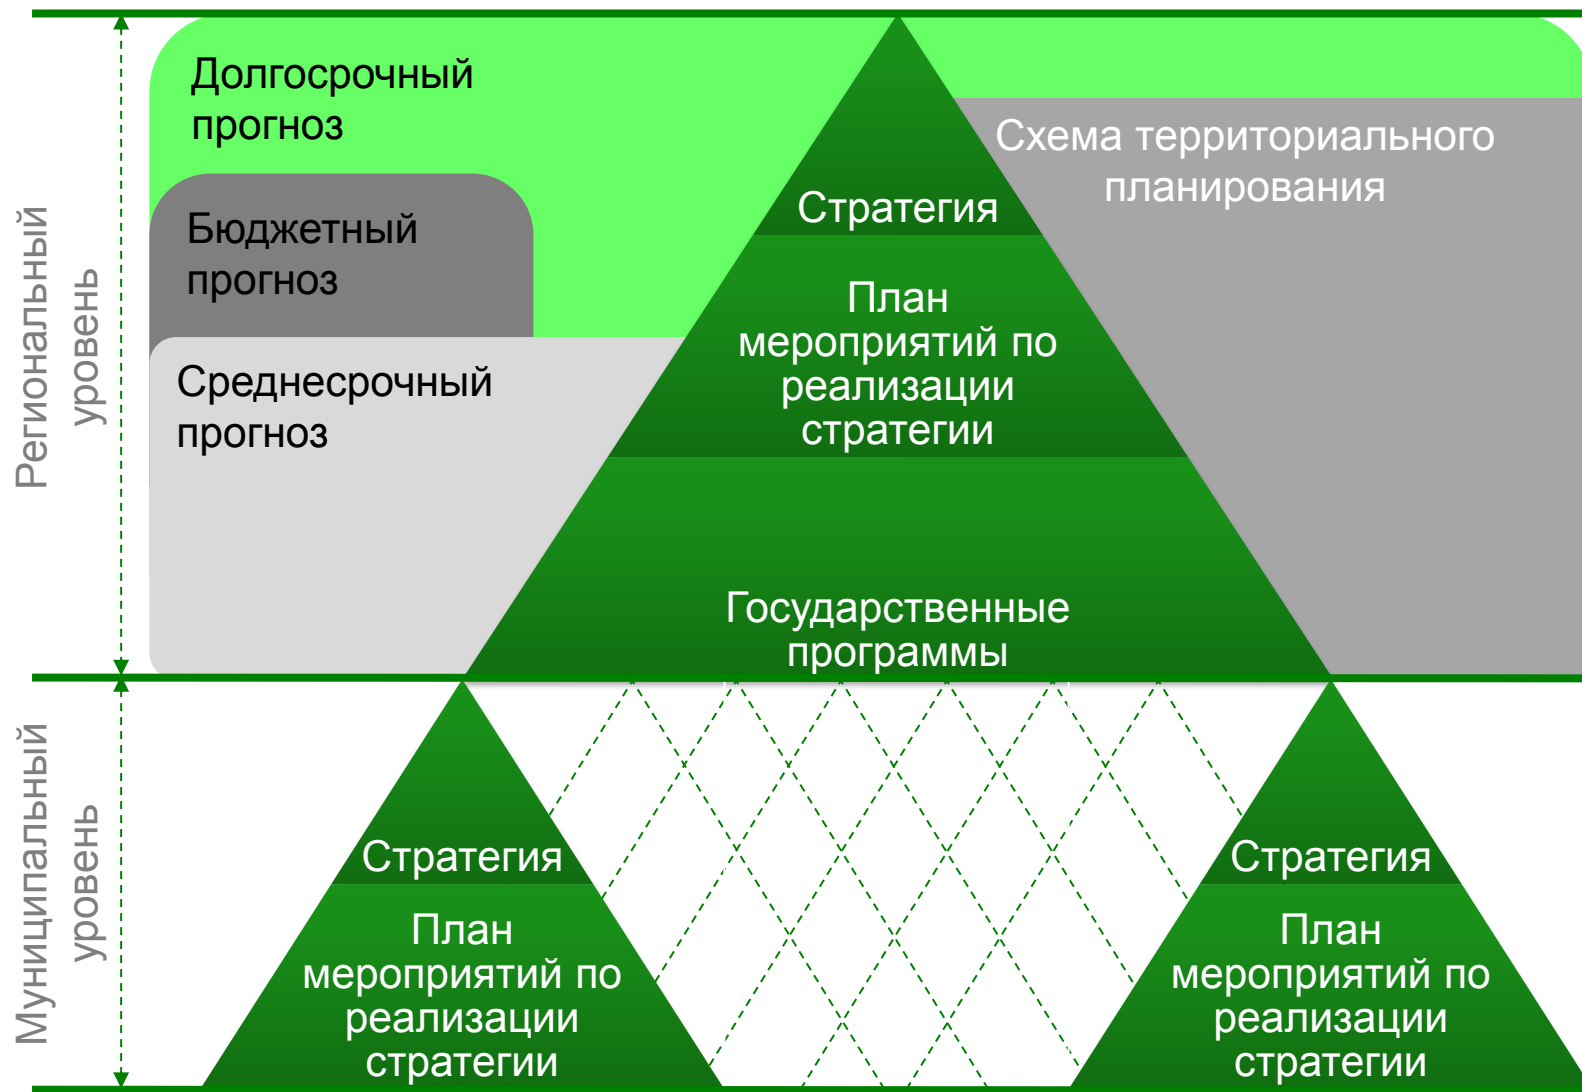 Региональный
уровень
Долгосрочный
прогноз
Бюджетный
прогноз
Среднесрочный
прогноз
Стратегия
План
мероприятий по
реализации
стратегии
Государственные
программы
Схема территориального
планирования
Муниципальный
уровень
Стратегия
План
мероприятий по
реализации
стратегии
Стратегия
План
мероприятий по
реализации
стратегии